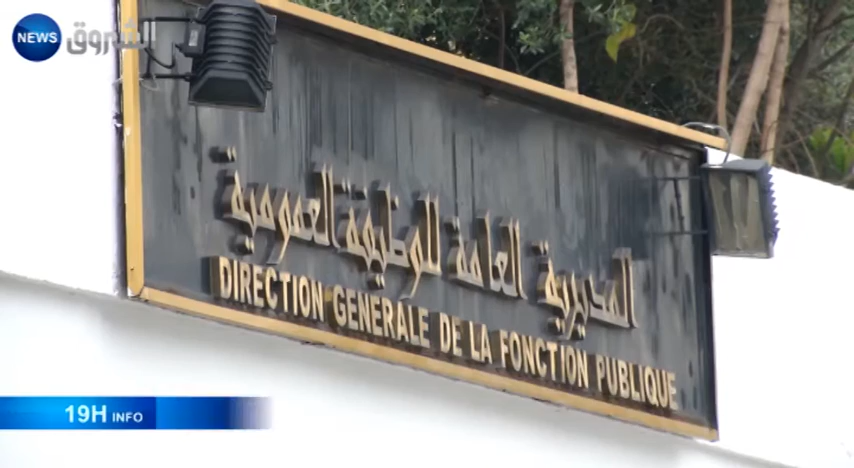 NEWS الشروق
المديرية العامة للوظيفة العمومية
DIRECTION GENERALE DE LA FONCTION PUBLIQUE
19H INFO